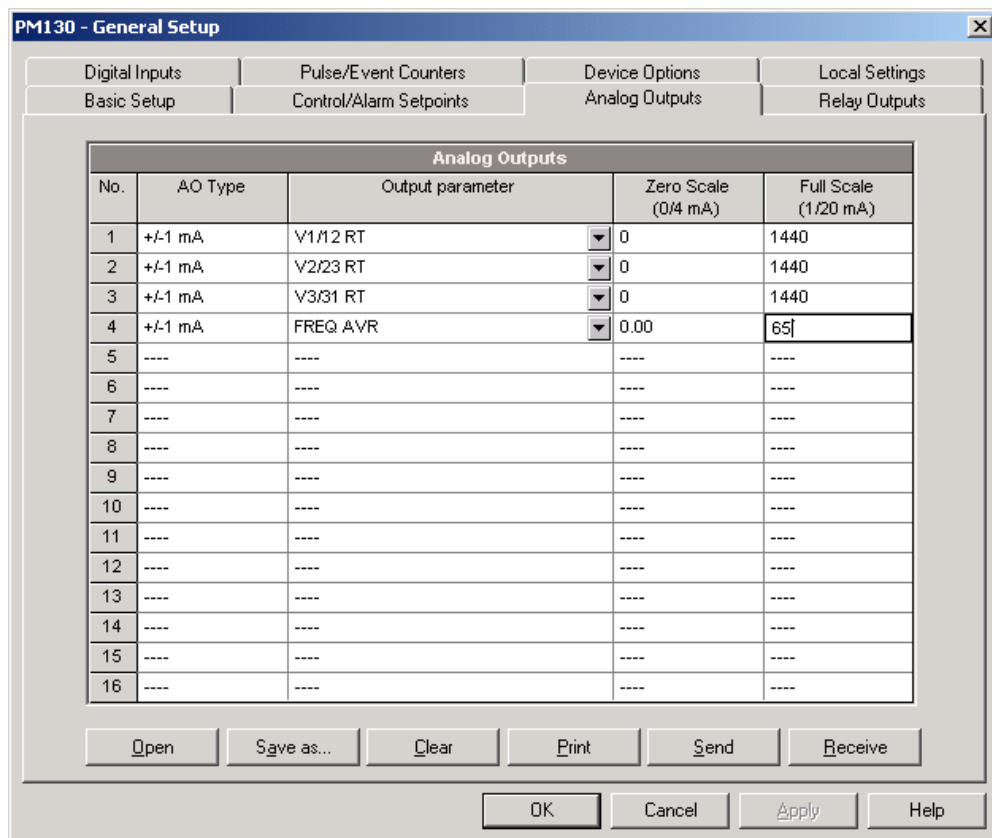 PM130 - General Setup
Digital Inputs Pulse/Event Counters Device Options Local Settings
Basic Setup Control/Alarm Setpoints Analog Outputs Relay Outputs
Analog Outputs
No. AO Type Output parameter Zero Scale (0/4 mA) Full Scale (1/20 mA)
1 +/-1 mA V1/12 RT 0 1440
2 +/-1 mA V2/23 RT 0 1440
3 +/-1 mA V3/31 RT 0 1440
4 +/-1 mA FREQ AVR 0.00 65
5 ---- ---- ---- ----
6 ---- ---- ---- ----
7 ---- ---- ---- ----
8 ---- ---- ---- ----
9 ---- ---- ---- ----
10 ---- ---- ---- ----
11 ---- ---- ---- ----
12 ---- ---- ---- ----
13 ---- ---- ---- ----
14 ---- ---- ---- ----
15 ---- ---- ---- ----
16 ---- ---- ---- ----
Open Save as... Clear Print Send Receive
OK Cancel Apply Help